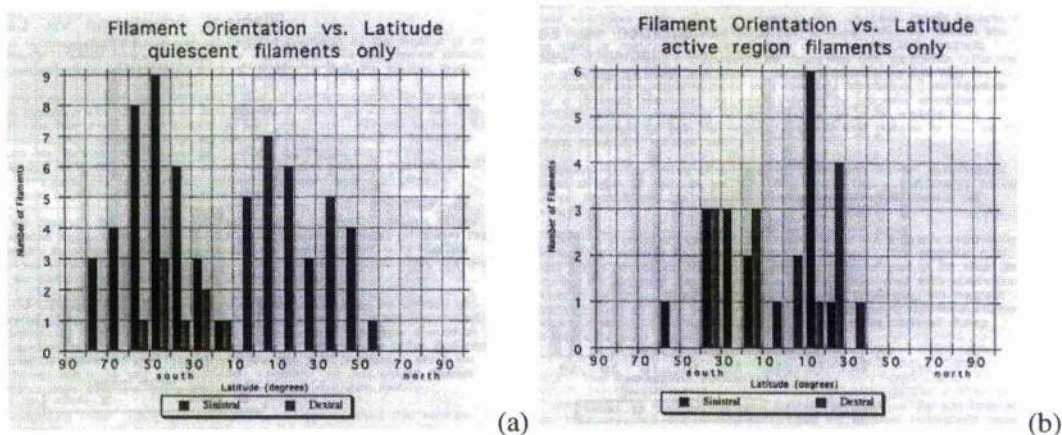 Filament Orientation vs. Latitude
quiescent filaments only
Number of Filaments
9
8
7
6
5
4
3
2
1
0
90 70 50 30 10 10 30 50 70 90
south north
Latitude (degrees)
Sinistral Dextral
(a)
Filament Orientation vs. Latitude
active region filaments only
Number of Filaments
6
5
4
3
2
1
0
90 70 50 30 10 10 30 50 70 90
south north
Latitude (degrees)
Sinistral Dextral
(b)